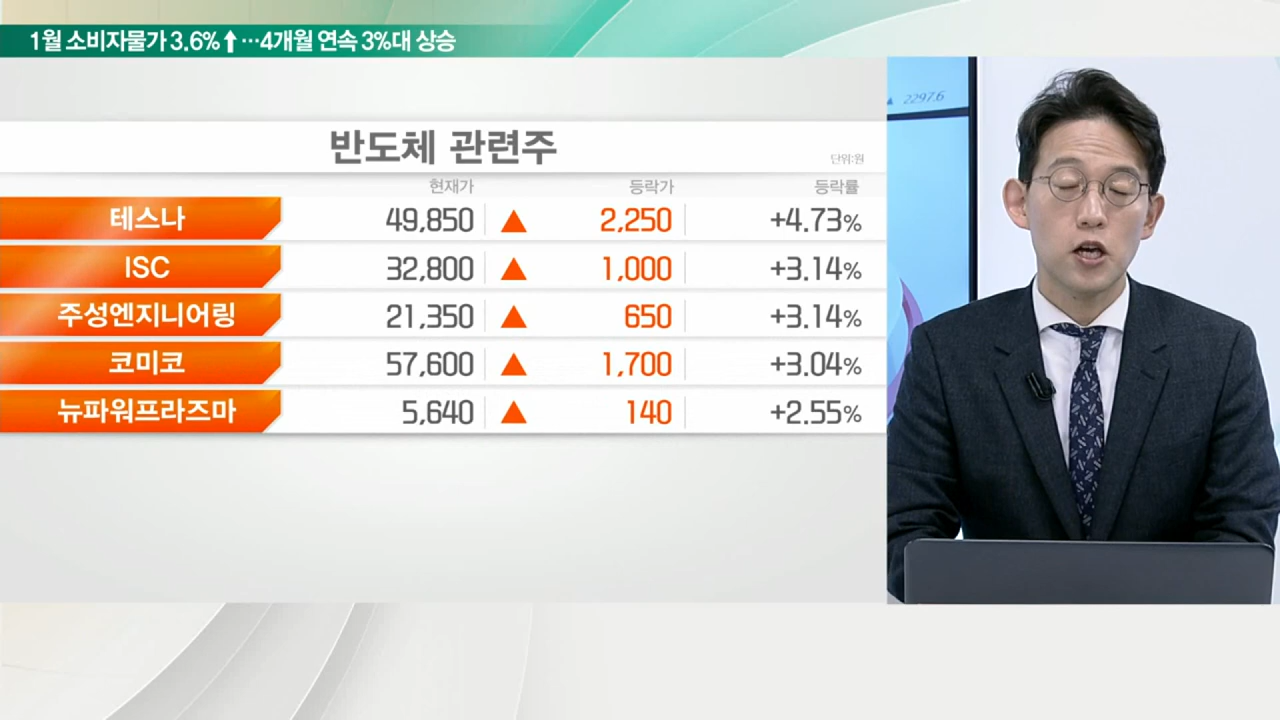 1월 소비자물가 3.6%⬆…4개월 연속 3%대 상승
▲ 2297.6
반도체 관련주
단위:원
현재가 등락가 등락률
테스나 49,850 ▲ 2,250 +4.73%
ISC 32,800 ▲ 1,000 +3.14%
주성엔지니어링 21,350 ▲ 650 +3.14%
코미코 57,600 ▲ 1,700 +3.04%
뉴파워프라즈마 5,640 ▲ 140 +2.55%